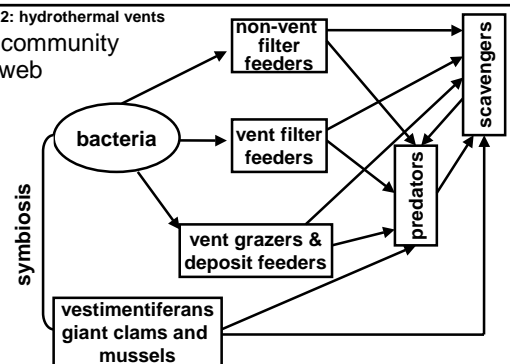 2: hydrothermal vents
community
web
non-vent
filter
feeders
scavengers
bacteria
vent filter
feeders
predators
symbiosis
vent grazers &
deposit feeders
vestimentiferans
giant clams and
mussels